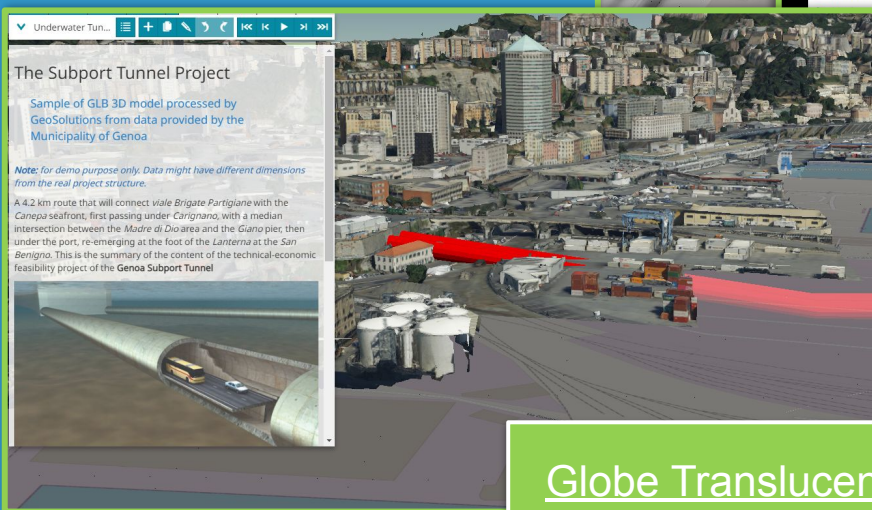 Underwater Tun...
The Subport Tunnel Project
Sample of GLB 3D model processed by
GeoSolutions from data provided by the
Municipality of Genoa
Note: for demo purpose only. Data might have different dimensions
from the real project structure.
A 4.2 km route that will connect viale Brigate Partigiane with the
Canepa seafront, first passing under Carignano, with a median
intersection between the Madre di Dio area and the Giano pier, then
under the port, re-emerging at the foot of the Lanterna at the San
Benigno. This is the summary of the content of the technical-economic
feasibility project of the Genoa Subport Tunnel
Globe Translucen